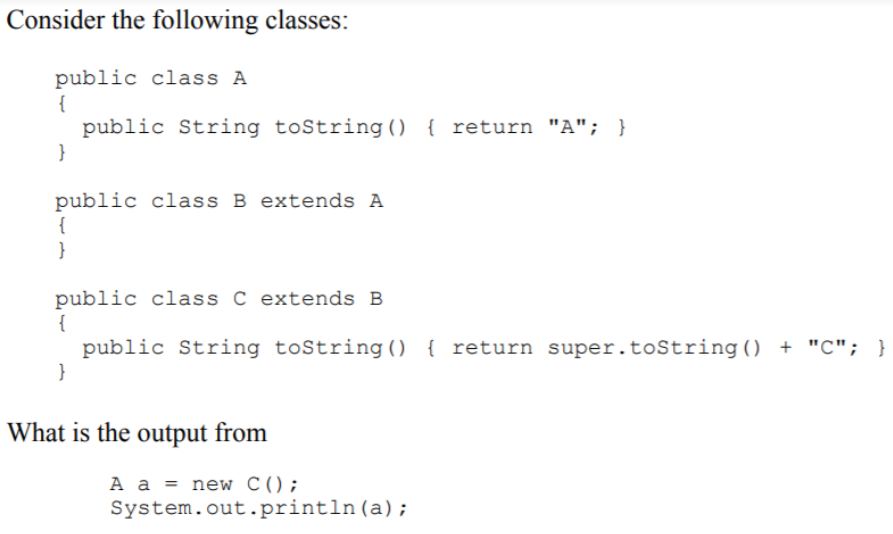 Consider the following classes:
public class A
{
public String toString() { return "A"; }
}
public class B extends A
{
}
public class C extends B
{
public String toString() { return super.toString() + "C"; }
}
What is the output from
A a = new C();
System.out.println(a);